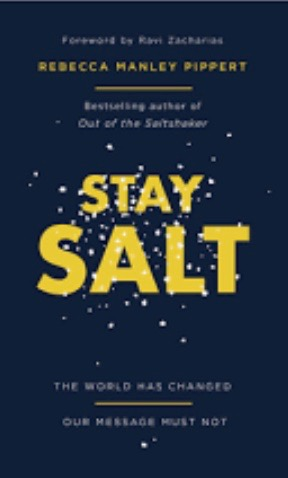 Foreword by Ravi Zacharias
REBECCA MANLEY PIPPERT
Bestselling author of
Out of the Saltshaker
STAY
SALT
THE WORLD HAS CHANGED
OUR MESSAGE MUST NOT